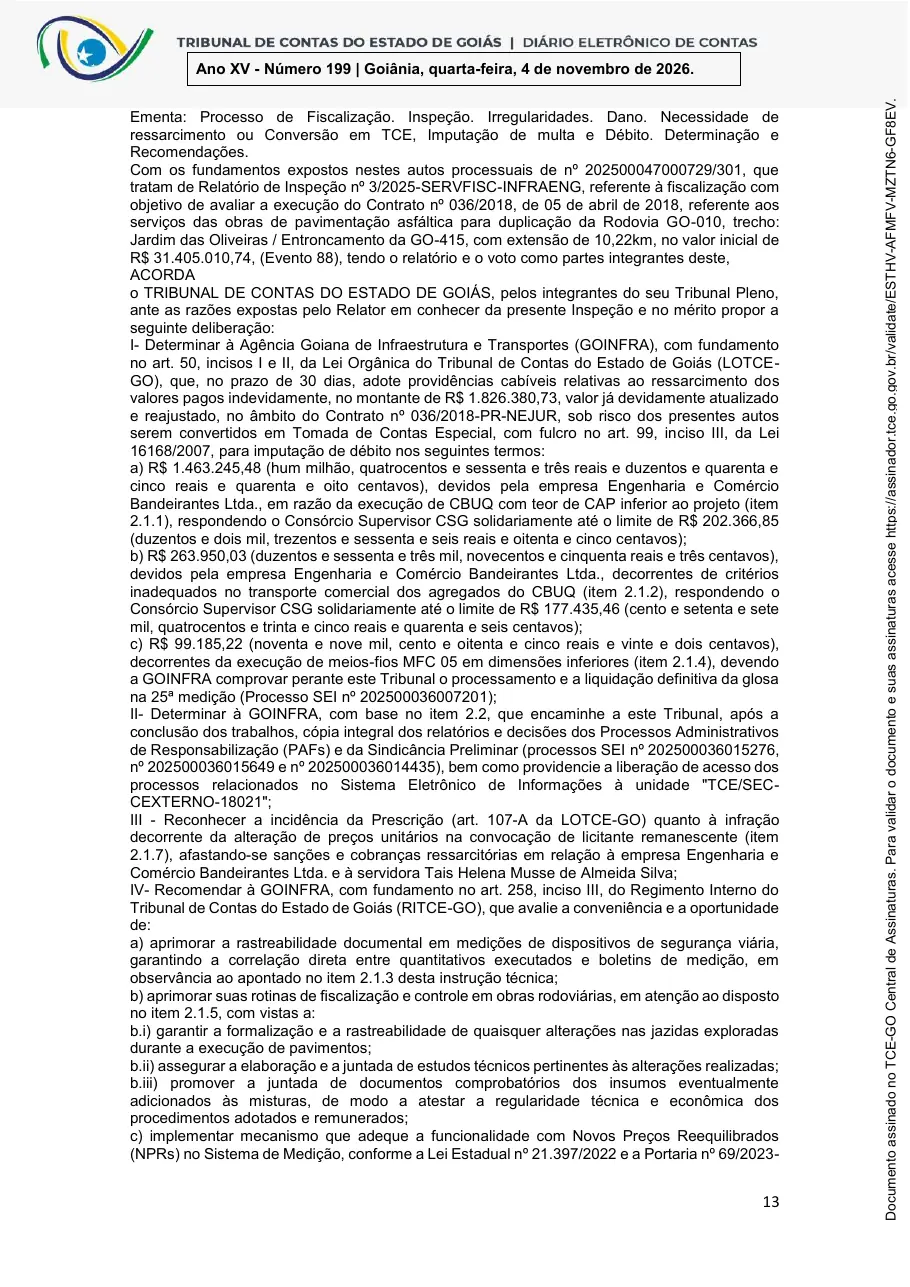 TRIBUNAL DE CONTAS DO ESTADO DE GOIÁS | DIÁRIO ELETRÔNICO DE CONTAS
Ano XV - Número 199 | Goiânia, quarta-feira, 4 de novembro de 2026.
Ementa: Processo de Fiscalização. Inspeção. Irregularidades. Dano. Necessidade de
ressarcimento ou Conversão em TCE, Imputação de multa e Débito. Determinação e
Recomendações.
Com os fundamentos expostos nestes autos processuais de nº 202500047000729/301, que
tratam de Relatório de Inspeção nº 3/2025-SERVFISC-INFRAENG, referente à fiscalização com
objetivo de avaliar a execução do Contrato nº 036/2018, de 05 de abril de 2018, referente aos
serviços das obras de pavimentação asfáltica para duplicação da Rodovia GO-010, trecho:
Jardim das Oliveiras / Entroncamento da GO-415, com extensão de 10,22km, no valor inicial de
R$ 31.405.010,74, (Evento 88), tendo o relatório e o voto como partes integrantes deste,
ACORDA
o TRIBUNAL DE CONTAS DO ESTADO DE GOIÁS, pelos integrantes do seu Tribunal Pleno,
ante as razões expostas pelo Relator em conhecer da presente Inspeção e no mérito propor a
seguinte deliberação:
I- Determinar à Agência Goiana de Infraestrutura e Transportes (GOINFRA), com fundamento
no art. 50, incisos I e II, da Lei Orgânica do Tribunal de Contas do Estado de Goiás (LOTCE-
GO), que, no prazo de 30 dias, adote providências cabíveis relativas ao ressarcimento dos
valores pagos indevidamente, no montante de R$ 1.826.380,73, valor já devidamente atualizado
e reajustado, no âmbito do Contrato nº 036/2018-PR-NEJUR, sob risco dos presentes autos
serem convertidos em Tomada de Contas Especial, com fulcro no art. 99, inciso III, da Lei
16168/2007, para imputação de débito nos seguintes termos:
a) R$ 1.463.245,48 (hum milhão, quatrocentos e sessenta e três reais e duzentos e quarenta e
cinco reais e quarenta e oito centavos), devidos pela empresa Engenharia e Comércio
Bandeirantes Ltda., em razão da execução de CBUQ com teor de CAP inferior ao projeto (item
2.1.1), respondendo o Consórcio Supervisor CSG solidariamente até o limite de R$ 202.366,85
(duzentos e dois mil, trezentos e sessenta e seis reais e oitenta e cinco centavos);
b) R$ 263.950,03 (duzentos e sessenta e três mil, novecentos e cinquenta reais e três centavos),
devidos pela empresa Engenharia e Comércio Bandeirantes Ltda., decorrentes de critérios
inadequados no transporte comercial dos agregados do CBUQ (item 2.1.2), respondendo o
Consórcio Supervisor CSG solidariamente até o limite de R$ 177.435,46 (cento e setenta e sete
mil, quatrocentos e trinta e cinco reais e quarenta e seis centavos);
c) R$ 99.185,22 (noventa e nove mil, cento e oitenta e cinco reais e vinte e dois centavos),
decorrentes da execução de meios-fios MFC 05 em dimensões inferiores (item 2.1.4), devendo
a GOINFRA comprovar perante este Tribunal o processamento e a liquidação definitiva da glosa
na 25ª medição (Processo SEI nº 202500036007201);
II- Determinar à GOINFRA, com base no item 2.2, que encaminhe a este Tribunal, após a
conclusão dos trabalhos, cópia integral dos relatórios e decisões dos Processos Administrativos
de Responsabilização (PAFs) e da Sindicância Preliminar (processos SEI nº 202500036015276,
nº 202500036015649 e nº 202500036014435), bem como providencie a liberação de acesso dos
processos relacionados no Sistema Eletrônico de Informações à unidade "TCE/SEC-
CEXTERNO-18021";
III - Reconhecer a incidência da Prescrição (art. 107-A da LOTCE-GO) quanto à infração
decorrente da alteração de preços unitários na convocação de licitante remanescente (item
2.1.7), afastando-se sanções e cobranças ressarcitórias em relação à empresa Engenharia e
Comércio Bandeirantes Ltda. e à servidora Tais Helena Musse de Almeida Silva;
IV- Recomendar à GOINFRA, com fundamento no art. 258, inciso III, do Regimento Interno do
Tribunal de Contas do Estado de Goiás (RITCE-GO), que avalie a conveniência e a oportunidade
de:
a) aprimorar a rastreabilidade documental em medições de dispositivos de segurança viária,
garantindo a correlação direta entre quantitativos executados e boletins de medição, em
observância ao apontado no item 2.1.3 desta instrução técnica;
b) aprimorar suas rotinas de fiscalização e controle em obras rodoviárias, em atenção ao disposto
no item 2.1.5, com vistas a:
b.i) garantir a formalização e a rastreabilidade de quaisquer alterações nas jazidas exploradas
durante a execução de pavimentos;
b.ii) assegurar a elaboração e a juntada de estudos técnicos pertinentes às alterações realizadas;
b.iii) promover a juntada de documentos comprobatórios dos insumos eventualmente
adicionados às misturas, de modo a atestar a regularidade técnica e econômica dos
procedimentos adotados e remunerados;
c) implementar mecanismo que adeque a funcionalidade com Novos Preços Reequilibrados
(NPRs) no Sistema de Medição, conforme a Lei Estadual nº 21.397/2022 e a Portaria nº 69/2023-
13
Documento assinado no TCE-GO Central de Assinaturas. Para validar o documento e suas assinaturas acesse https://assinador.tce.go.gov.br/validate/ESTHV-AFMFV-MZTN6-GF8EV.